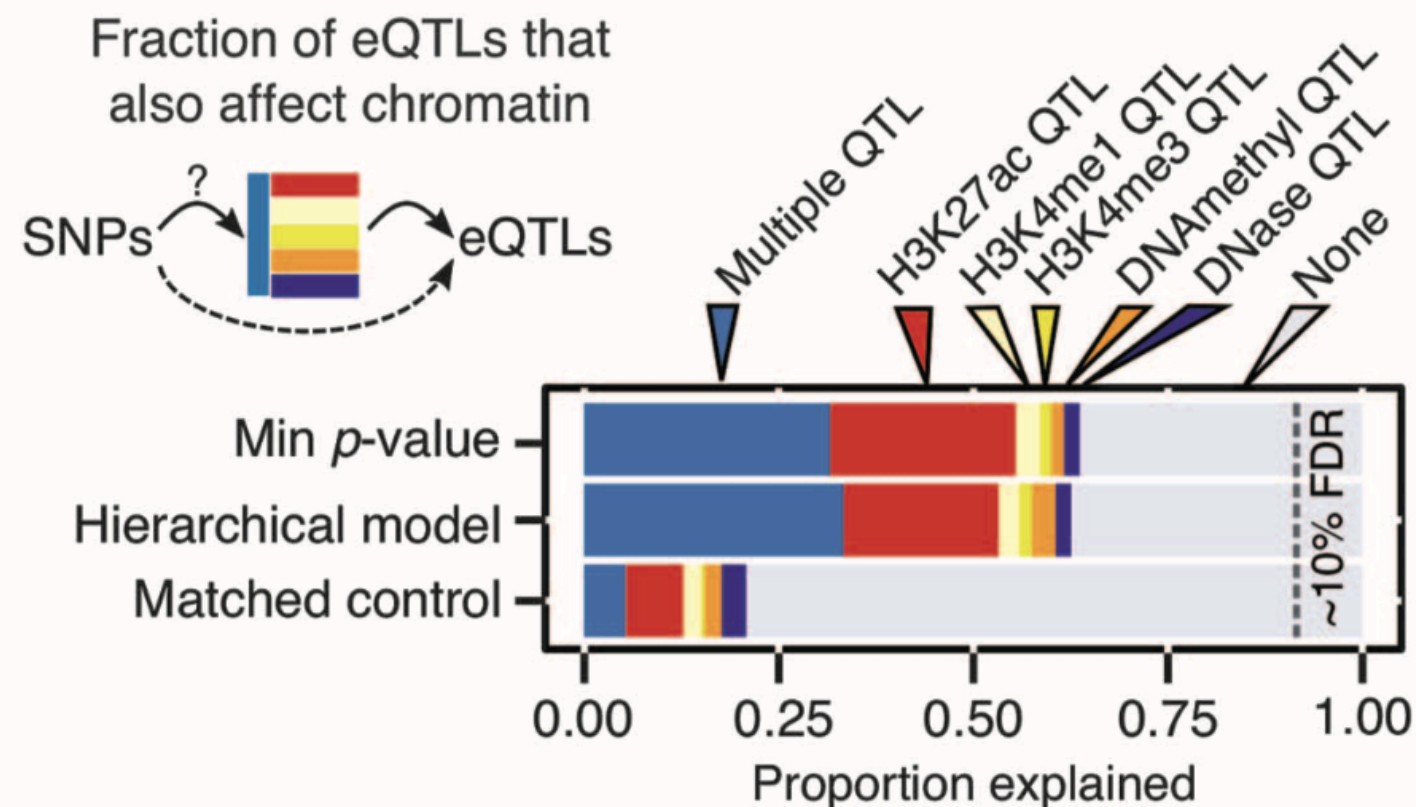 Fraction of eQTLs that
also affect chromatin
?
SNPs
eQTLs
Multiple QTL
H3K27ac QTL
H3K4me1 QTL
H3K4me3 QTL
DNAmethyl QTL
DNase QTL
None
Min p-value
Hierarchical model
Matched control
~10% FDR
0.00 0.25 0.50 0.75 1.00
Proportion explained